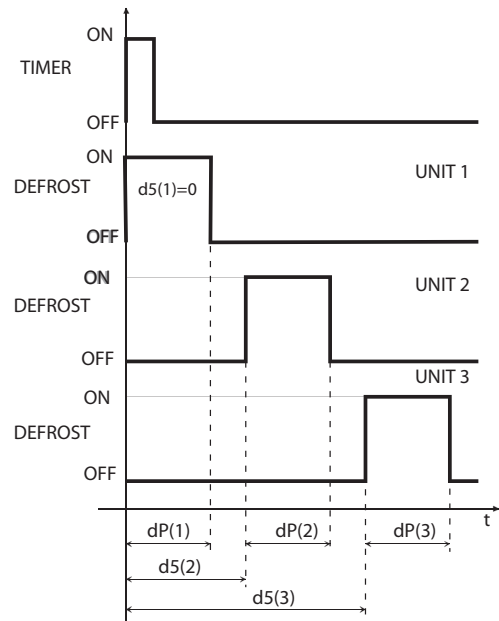 ON
TIMER
OFF
ON
UNIT 1
DEFROST
d5(1)=0
OFF
ON
UNIT 2
DEFROST
OFF
UNIT 3
ON
DEFROST
OFF
t
dP(1)
dP(2)
dP(3)
d5(2)
d5(3)